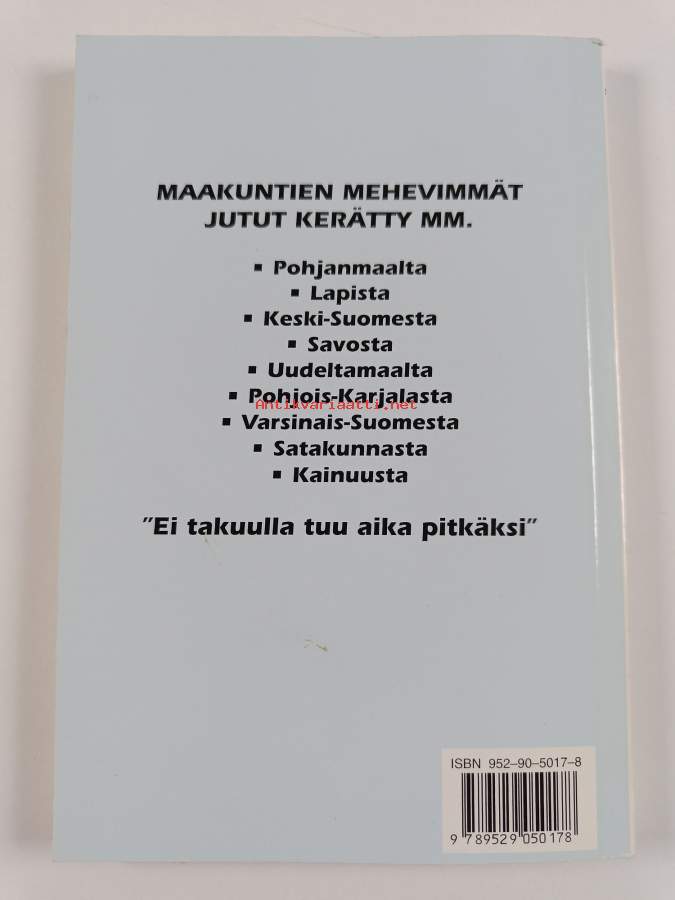 MAAKUNTIEN MEHEVIMMÄT
JUTUT KERÄTTY MM.
▪ Pohjanmaalta
▪ Lapista
▪ Keski-Suomesta
▪ Savosta
▪ Uudeltamaalta
▪ Pohjois-Karjalasta
Antikvariaatti.net
▪ Varsinais-Suomesta
▪ Satakunnasta
▪ Kainuusta
"Ei takuulla tuu aika pitkäksi"
ISBN 952–90–5017–8
9 789529 050178